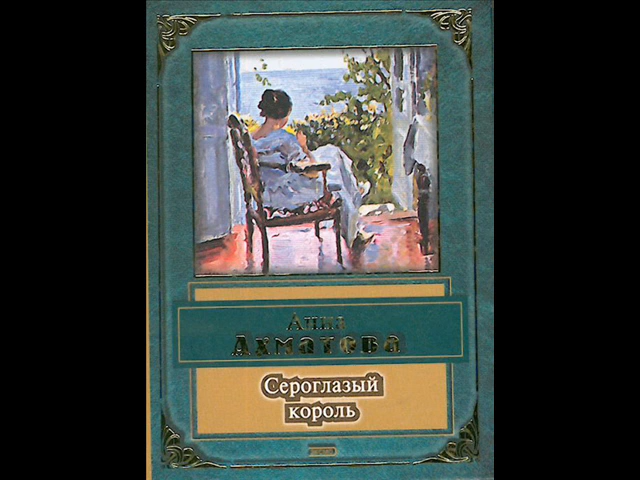 Анна
Ахматова
Сероглазый
король